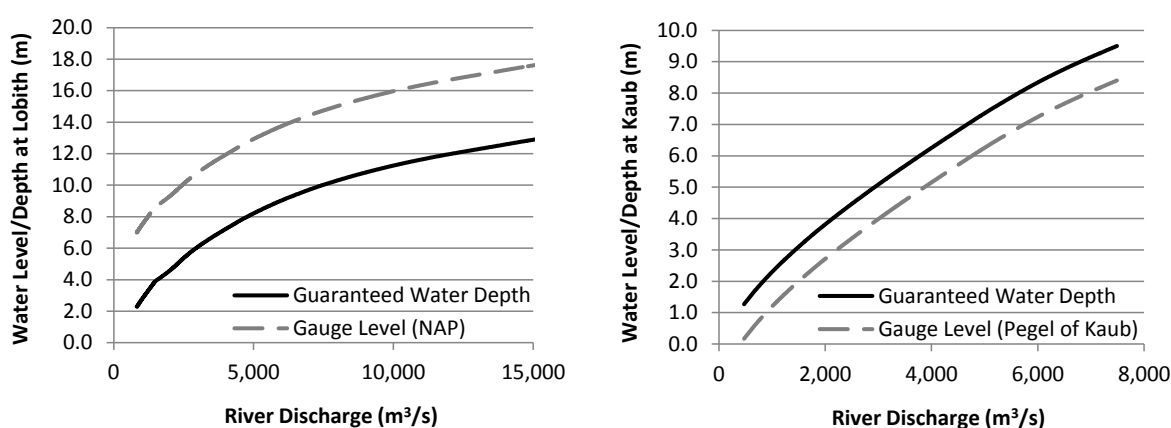 Water Level/Depth at Lobith (m)
20.0
18.0
16.0
14.0
12.0
10.0
8.0
6.0
4.0
2.0
0.0
Guaranteed Water Depth
Gauge Level (NAP)
0 5,000 10,000 15,000
River Discharge (m³/s)
Water Level/Depth at Kaub (m)
10.0
9.0
8.0
7.0
6.0
5.0
4.0
3.0
2.0
1.0
0.0
Guaranteed Water Depth
Gauge Level (Pegel of Kaub)
0 2,000 4,000 6,000 8,000
River Discharge (m³/s)